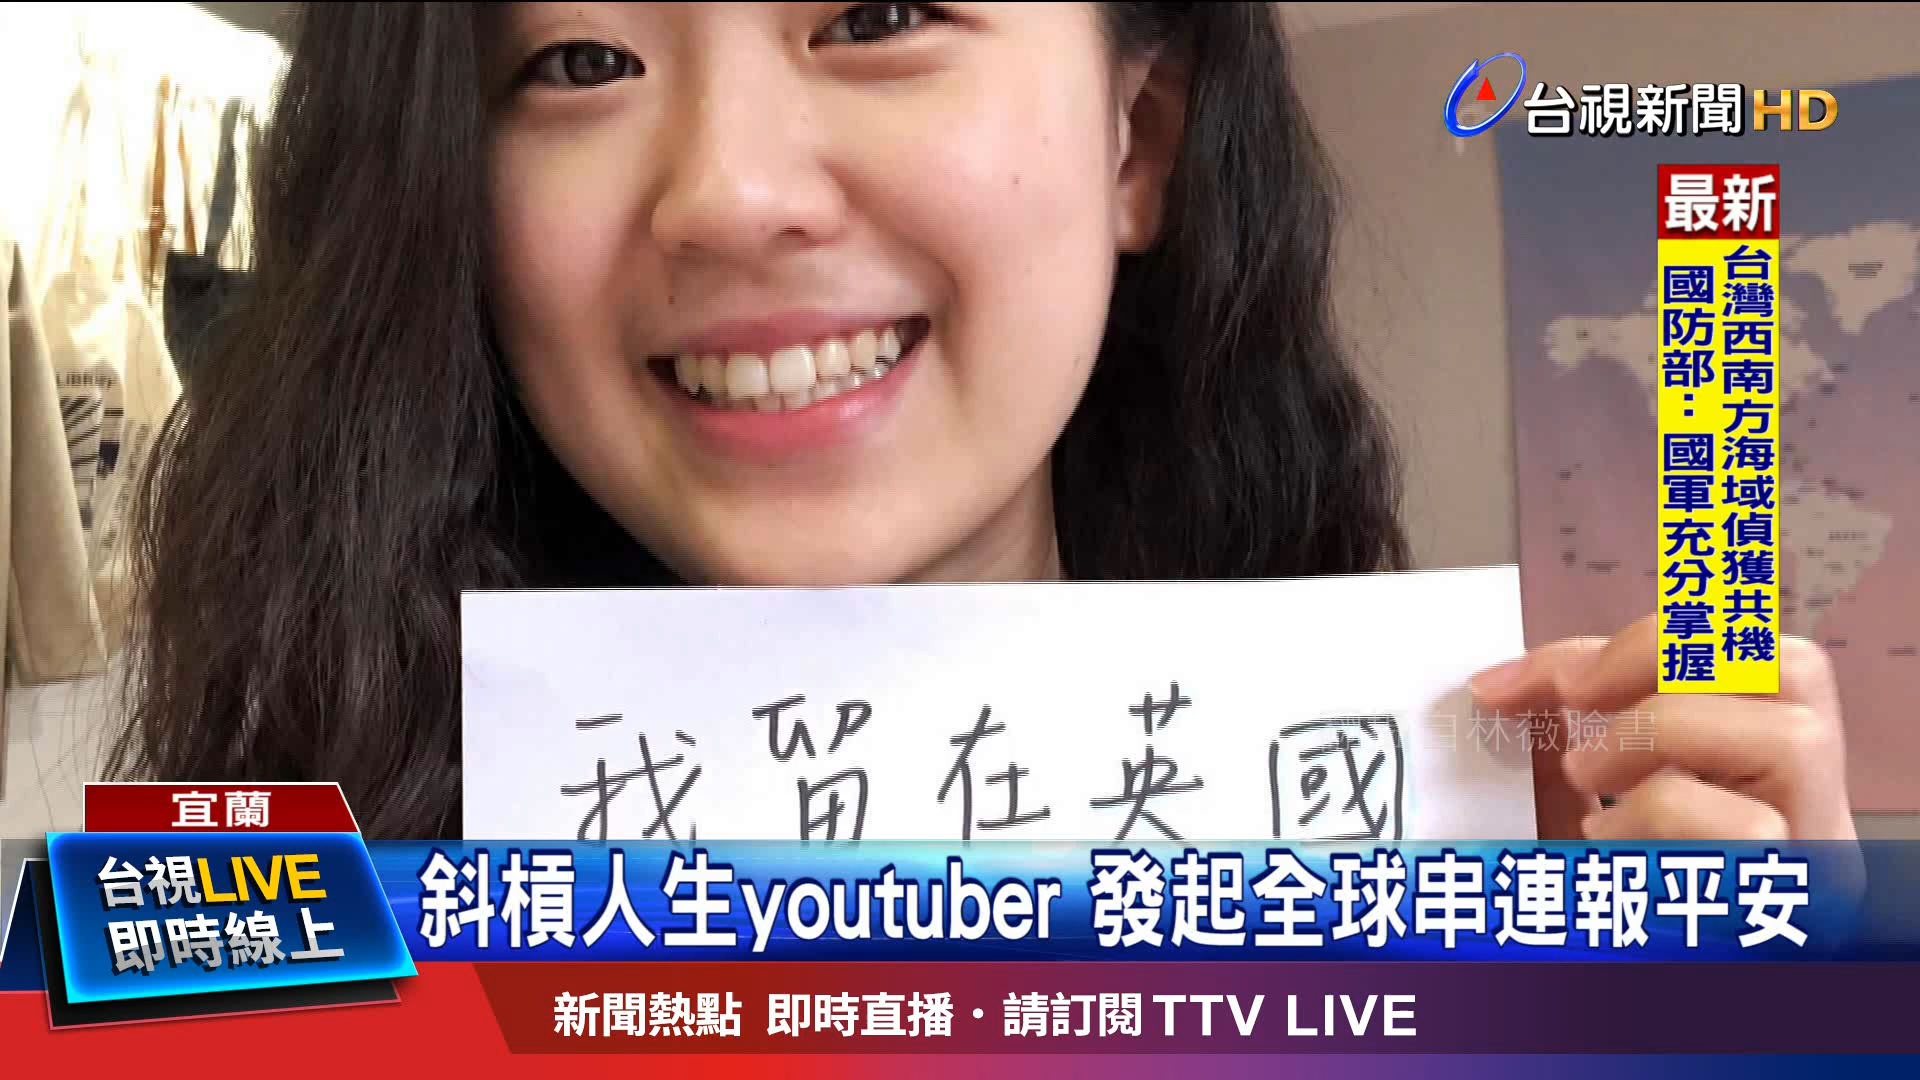 台視新聞HD
最新
台灣西南方海域偵獲共機
國防部：國軍充分掌握
我留在英國
自林薇臉書
宜蘭
台視LIVE
即時線上
斜槓人生youtuber 發起全球串連報平安
新聞熱點 即時直播·請訂閱TTV LIVE